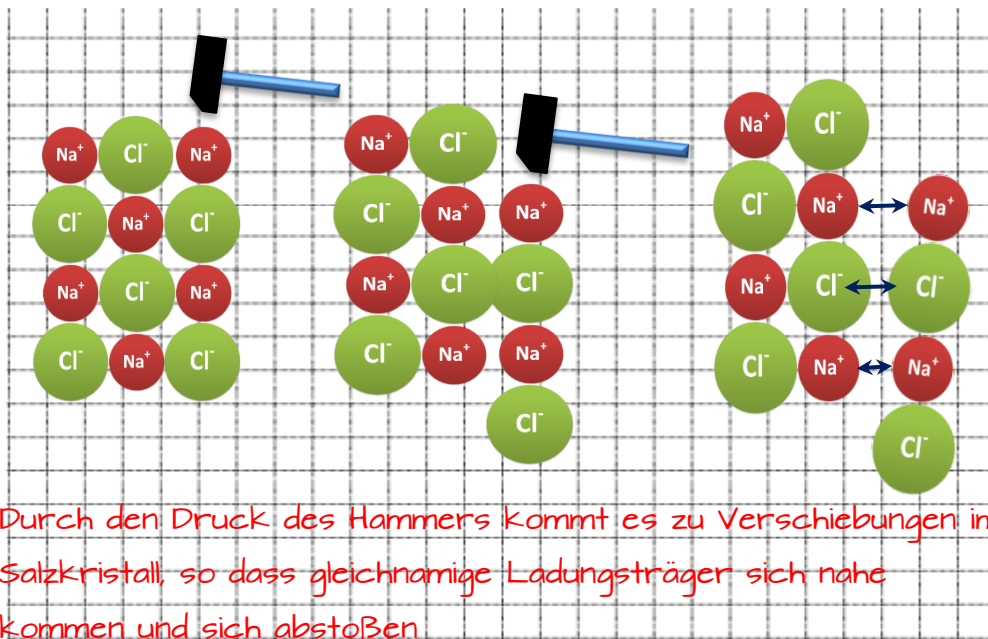 Na⁺ Cl⁻ Na⁺
Cl⁻ Na⁺ Cl⁻
Na⁺ Cl⁻ Na⁺
Cl⁻ Na⁺ Cl⁻
Na⁺ Cl⁻
Cl⁻ Na⁺ Na⁺
Na⁺ Cl⁻ Cl⁻
Cl⁻ Na⁺ Na⁺
Cl⁻
Na⁺ Cl⁻
Cl⁻ Na⁺ Na⁺
Na⁺ Cl⁻ Cl⁻
Cl⁻ Na⁺ Na⁺
Cl⁻
Durch den Druck des Hammers kommt es zu Verschiebungen im
Salzkristall, so dass gleichnamige Ladungsträger sich nahe
kommen und sich abstoßen